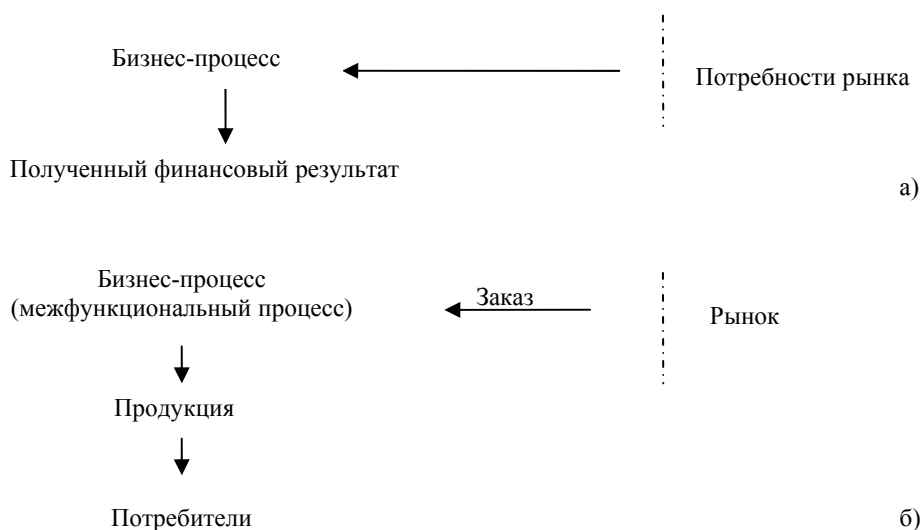 Бизнес-процесс
Потребности рынка
Полученный финансовый результат
а)
Бизнес-процесс
(межфункциональный процесс)
Заказ
Рынок
Продукция
Потребители
б)